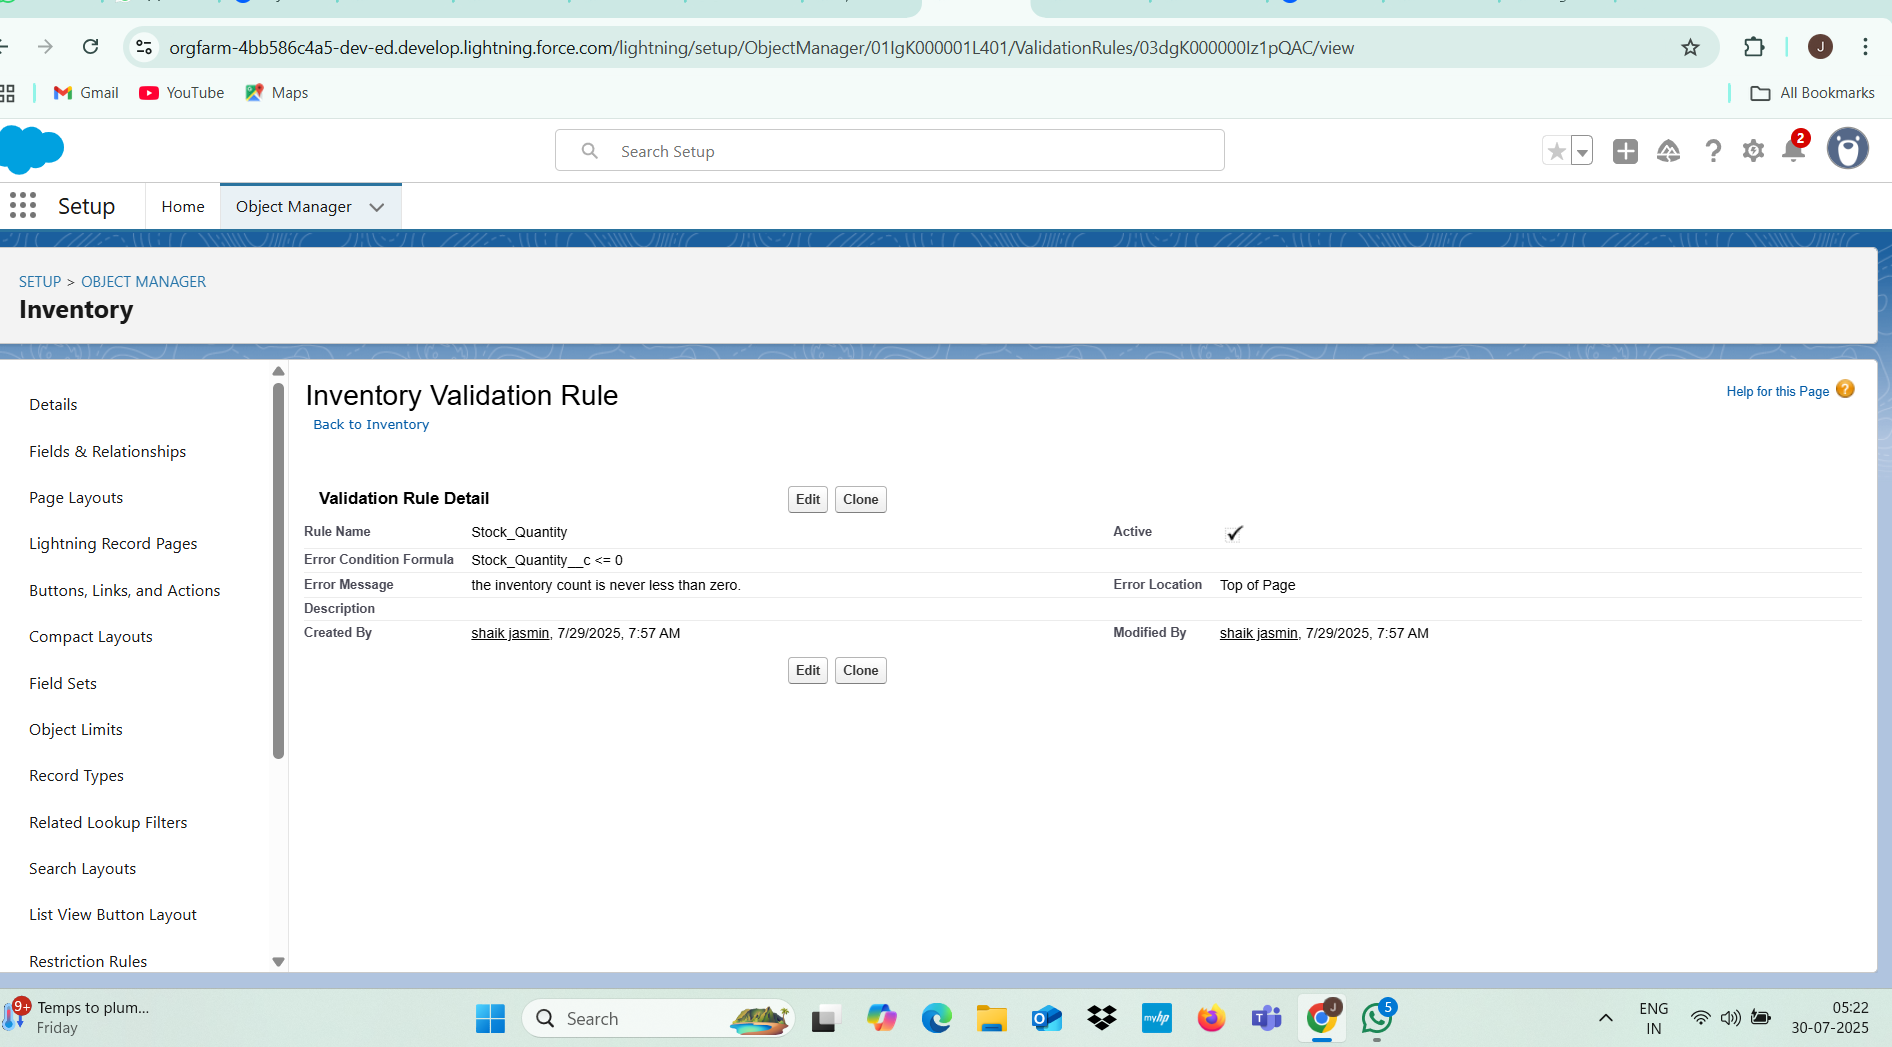 orgfarm-4bb586c4a5-dev-ed.develop.lightning.force.com/lightning/setup/ObjectManager/01IgK000001L401/ValidationRules/03dgK000000Iz1pQAC/view
J
Gmail
YouTube
Maps
All Bookmarks
Search Setup
2
Setup
Home
Object Manager
SETUP > OBJECT MANAGER
Inventory
Details
Fields & Relationships
Page Layouts
Lightning Record Pages
Buttons, Links, and Actions
Compact Layouts
Field Sets
Object Limits
Record Types
Related Lookup Filters
Search Layouts
List View Button Layout
Restriction Rules
Inventory Validation Rule
Help for this Page
Back to Inventory
Validation Rule Detail
Edit Clone
Rule Name Stock_Quantity Active
Error Condition Formula Stock_Quantity__c <= 0
Error Message the inventory count is never less than zero. Error Location Top of Page
Description
Created By shaik jasmin, 7/29/2025, 7:57 AM Modified By shaik jasmin, 7/29/2025, 7:57 AM
Edit Clone
9+
Temps to plum...
Friday
Search
myhp
J
5
ENG
IN
05:22
30-07-2025